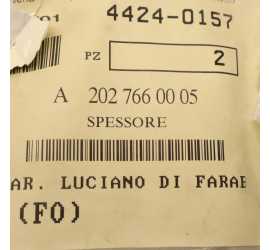 4424-0157
PZ 2
A 202 766 00 05
SPESSORE
AR. LUCIANO DI FARAB
(FO)